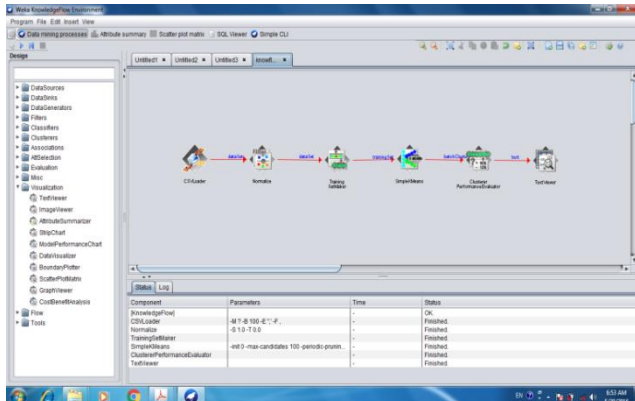 Weka KnowledgeFlow Environment
Program File Edit Insert View
Data mining processes Attribute summary Scatter plot matrix SQL Viewer Simple CLI
Design
Untitled1 Untitled2 Untitled3 knowfl...
DataSources
DataSinks
DataGenerators
Filters
Classifiers
Clusterers
Associations
AttSelection
Evaluation
Misc
Visualization
TextViewer
ImageViewer
AttributeSummarizer
StripChart
ModelPerformanceChart
DataVisualizer
BoundaryPlotter
ScatterPlotMatrix
GraphViewer
CostBenefitAnalysis
Flow
Tools
dataSet dataSet trainingSet batchClusterer text
CSVLoader Normalize Training SetMaker SimpleKMeans Clusterer PerformanceEvaluator TextViewer
Status Log
Component Parameters Time Status
[KnowledgeFlow] - OK.
CSVLoader -M ? -B 100 -E - Finished.
Normalize -S 1.0 -T 0.0 - Finished.
TrainingSetMaker - Finished.
SimpleKMeans -init 0 -max-candidates 100 -periodic-prunin... - Finished.
ClustererPerformanceEvaluator - Finished.
TextViewer - Finished.
EN 6:53 AM